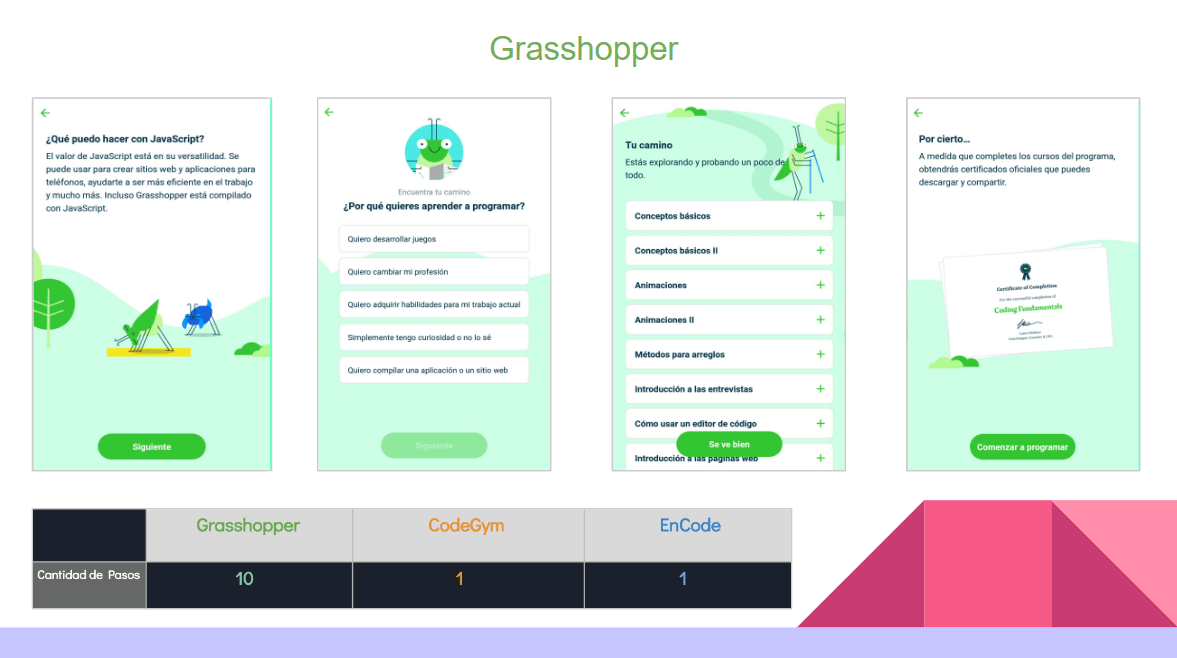 Grasshopper
¿Qué puedo hacer con JavaScript?
El valor de JavaScript está en su versatilidad. Se
puede usar para crear sitios web y aplicaciones para
teléfonos, ayudarte a ser más eficiente en el trabajo
y mucho más. Incluso Grasshopper está compilado
con JavaScript.
Siguiente
Encuentra tu camino
¿Por qué quieres aprender a programar?
Quiero desarrollar juegos
Quiero cambiar mi profesión
Quiero adquirir habilidades para mi trabajo actual
Simplemente tengo curiosidad o no lo sé
Quiero compilar una aplicación o un sitio web
Siguiente
Tu camino
Estás explorando y probando un poco de
todo.
Conceptos básicos +
Conceptos básicos II +
Animaciones +
Animaciones II +
Métodos para arreglos +
Introducción a las entrevistas +
Cómo usar un editor de código +
Se ve bien
Introducción a las páginas web +
Por cierto...
A medida que completes los cursos del programa,
obtendrás certificados oficiales que puedes
descargar y compartir.
Certificate of Completion
For the successful completion of
Coding Fundamentals
Comenzar a programar
Grasshopper CodeGym EnCode
Cantidad de Pasos 10 1 1